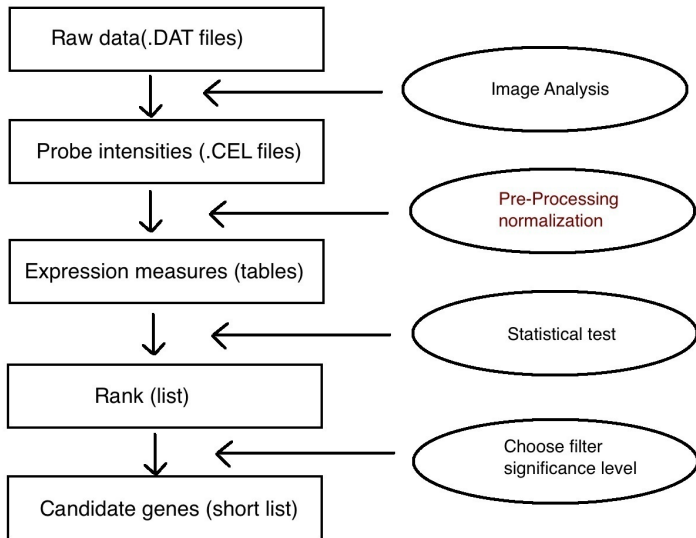 Raw data(.DAT files)
Image Analysis
Probe intensities (.CEL files)
Pre-Processing
normalization
Expression measures (tables)
Statistical test
Rank (list)
Choose filter
significance level
Candidate genes (short list)